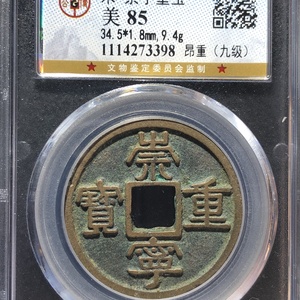 美 85
34.5*1.8mm,9.4g
1114273398 昂重（九级）
文物鉴定委员会监制
崇
寶 重
寧